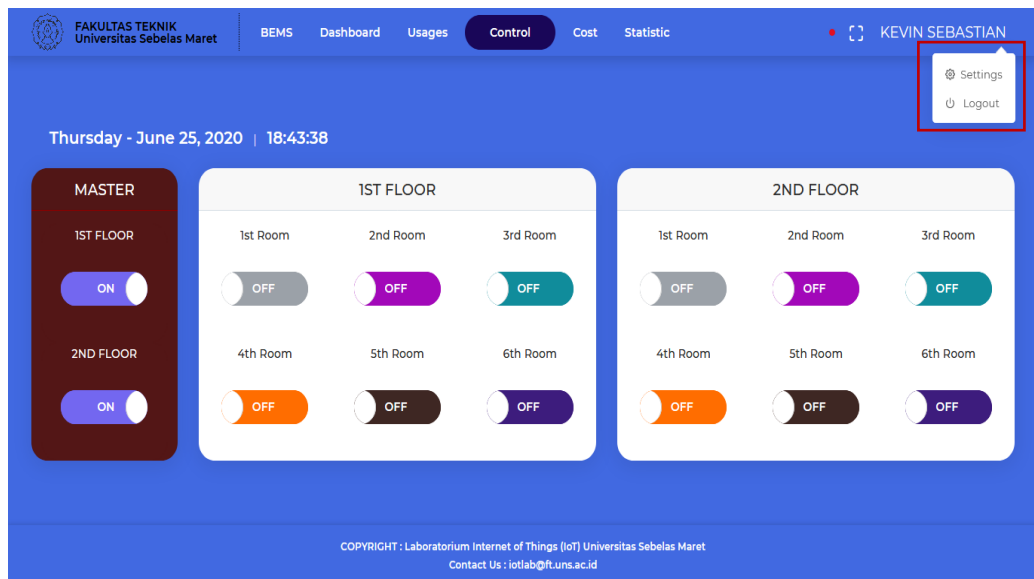 FAKULTAS TEKNIK
Universitas Sebelas Maret
BEMS Dashboard Usages Control Cost Statistic
KEVIN SEBASTIAN
Settings
Logout
Thursday - June 25, 2020 | 18:43:38
MASTER
1ST FLOOR
ON
2ND FLOOR
ON
1ST FLOOR
1st Room 2nd Room 3rd Room
OFF OFF OFF
4th Room 5th Room 6th Room
OFF OFF OFF
2ND FLOOR
1st Room 2nd Room 3rd Room
OFF OFF OFF
4th Room 5th Room 6th Room
OFF OFF OFF
COPYRIGHT : Laboratorium Internet of Things (IoT) Universitas Sebelas Maret
Contact Us : iotlab@ft.uns.ac.id